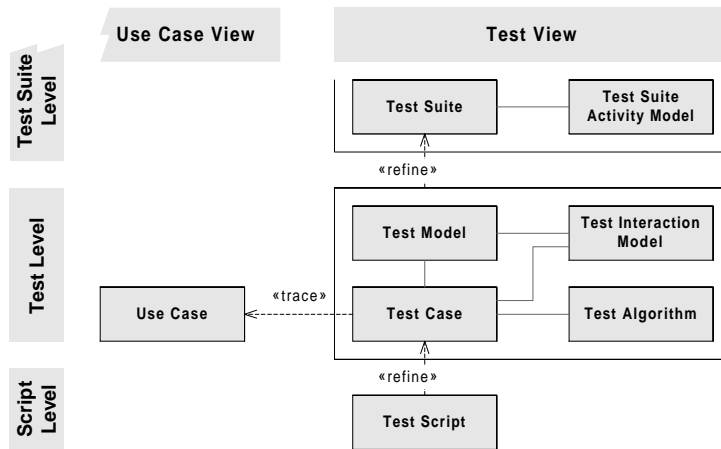 Use Case View
Test View
Test Suite
Level
Test Suite
Test Suite
Activity Model
«refine»
Test Level
Test Model
Test Interaction
Model
«trace»
Use Case
Test Case
Test Algorithm
«refine»
Script
Level
Test Script